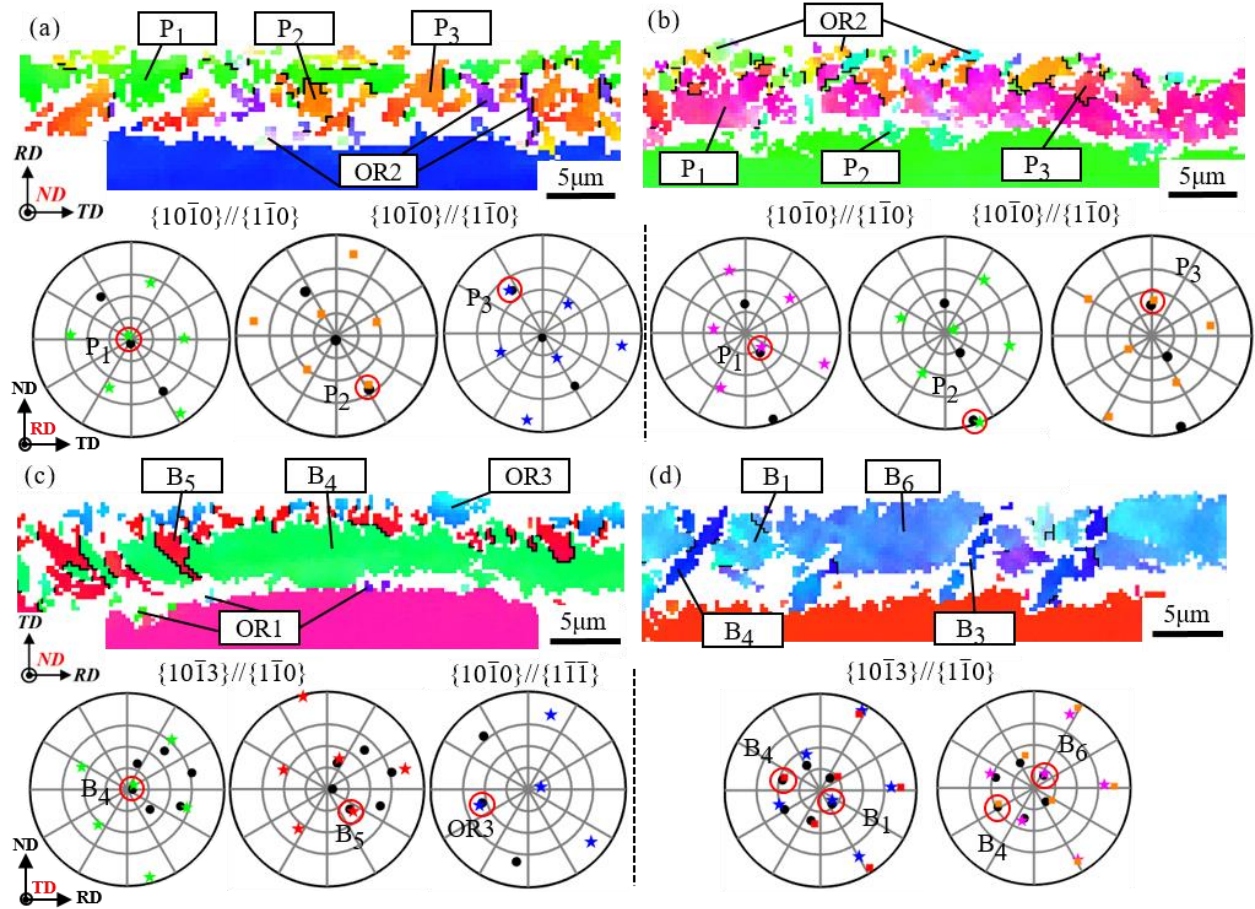 (a)
P₁
P₂
P₃
OR2
5μm
RD
ND
TD
(b)
OR2
P₁
P₂
P₃
5μm
{101̄0}//{11̄0}
{101̄0}//{11̄0}
{101̄0}//{11̄0}
{101̄0}//{11̄0}
P₁
P₂
P₃
P₁
P₂
P₃
ND
RD
TD
(c)
B₅
B₄
OR3
OR1
5μm
TD
ND
RD
(d)
B₁
B₆
B₄
B₃
5μm
{101̄3}//{11̄0}
{101̄0}//{11̄1̄}
{101̄3}//{11̄0}
B₄
B₅
OR3
B₄
B₁
B₆
B₄
ND
TD
RD